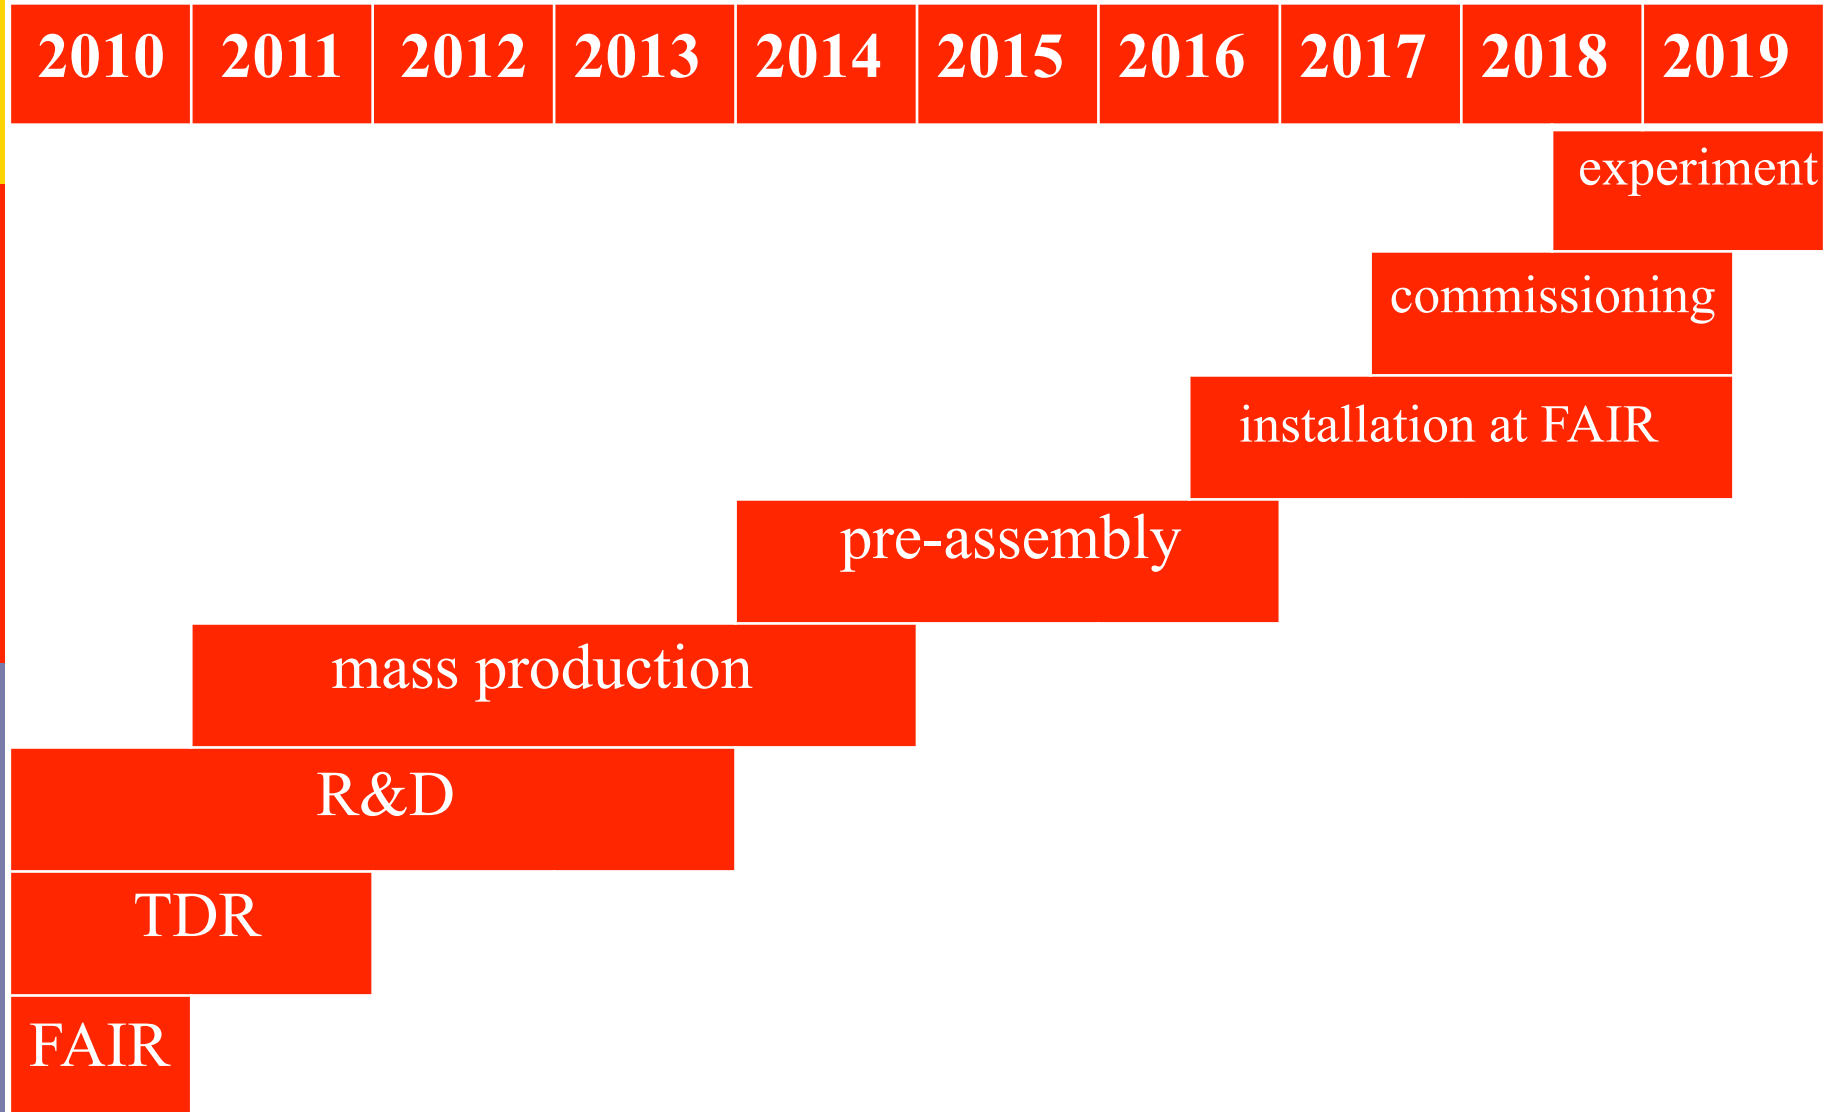 2010 2011 2012 2013 2014 2015 2016 2017 2018 2019
experiment
commissioning
installation at FAIR
pre-assembly
mass production
R&D
TDR
FAIR